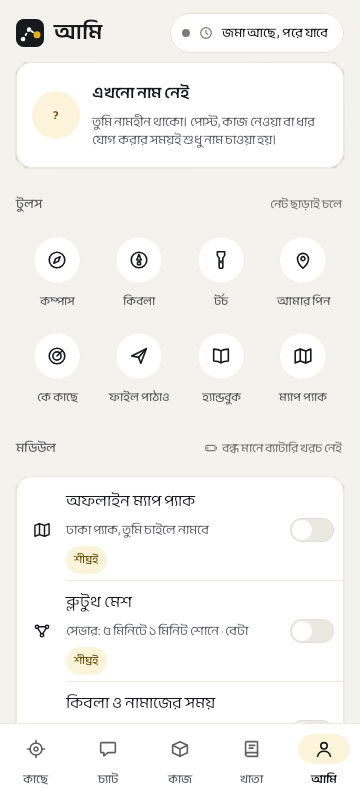 আমি
জমা আছে, পরে যাবে
এখনো নাম নেই
?
তুমি নামহীন থাকো। পোস্ট, কাজ নেওয়া বা ধার
যোগ করার সময়ই শুধু নাম চাওয়া হয়।
টুলস
নেট ছাড়াই চলে
কম্পাস
কিবলা
টর্চ
আমার পিন
কে কাছে
ফাইল পাঠাও
হ্যান্ডবুক
ম্যাপ প্যাক
মডিউল
বন্ধ মানে ব্যাটারি খরচ নেই
অফলাইন ম্যাপ প্যাক
ঢাকা প্যাক, তুমি চাইলে নামবে
শীঘ্রই
ব্লুটুথ মেশ
সেভার: ৫ মিনিটে ১ মিনিট শোনে · বেটা
শীঘ্রই
কিবলা ও নামাজের সময়
কাছে
চ্যাট
কাজ
খাতা
আমি